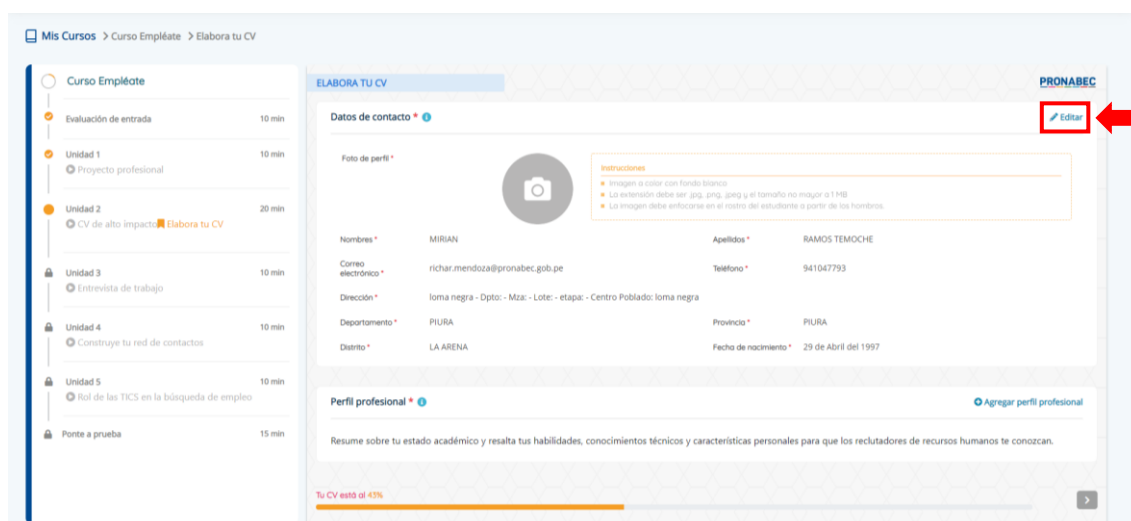 Mis Cursos > Curso Empléate > Elabora tu CV
Curso Empléate
Evaluación de entrada 10 min
Unidad 1 10 min
Proyecto profesional
Unidad 2 20 min
CV de alto impacto Elabora tu CV
Unidad 3 10 min
Entrevista de trabajo
Unidad 4 10 min
Construye tu red de contactos
Unidad 5 10 min
Rol de las TICS en la búsqueda de empleo
Ponte a prueba 15 min
ELABORA TU CV
PRONABEC
Datos de contacto *
Editar
Foto de perfil *
Instrucciones
Imagen a color con fondo blanco
La extensión debe ser .jpg, .png, .jpeg y el tamaño no mayor a 1 MB
La imagen debe enfocarse en el rostro del estudiante a partir de los hombros.
Nombres * MIRIAN Apellidos * RAMOS TEMOCHE
Correo electrónico * richar.mendoza@pronabec.gob.pe Teléfono * 941047793
Dirección * loma negra - Dpto: - Mza: - Lote: - etapa: - Centro Poblado: loma negra
Departamento * PIURA Provincia * PIURA
Distrito * LA ARENA Fecha de nacimiento * 29 de Abril del 1997
Perfil profesional *
Agregar perfil profesional
Resume sobre tu estado académico y resalta tus habilidades, conocimientos técnicos y características personales para que los reclutadores de recursos humanos te conozcan.
Tu CV está al 43%